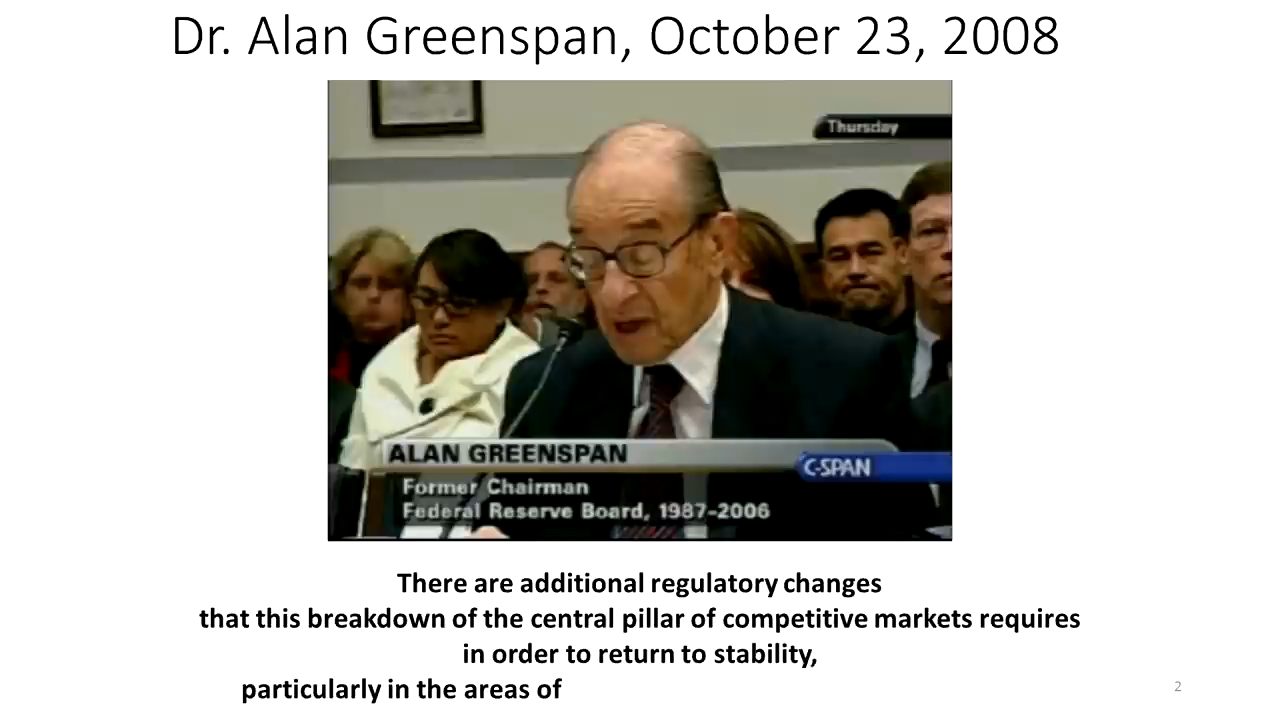 Dr. Alan Greenspan, October 23, 2008
Thursday
ALAN GREENSPAN
C-SPAN
Former Chairman
Federal Reserve Board, 1987-2006
There are additional regulatory changes
that this breakdown of the central pillar of competitive markets requires
in order to return to stability,
particularly in the areas of
2